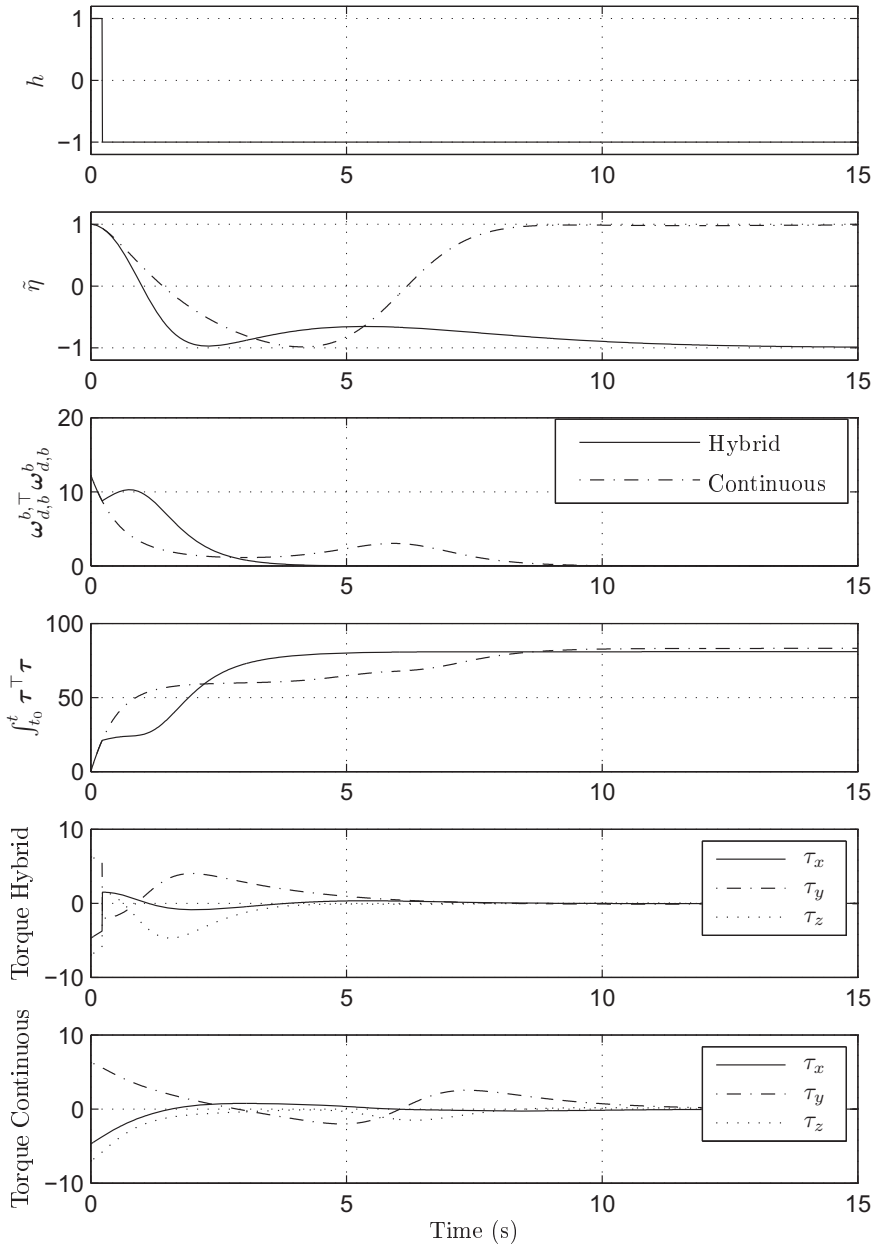 h
1
0
−1
0 5 10 15
η̃
1
0
−1
0 5 10 15
ω_{d,b}^{b,⊤} ω_{d,b}^{b}
20
10
0
Hybrid
Continuous
0 5 10 15
∫_{t_0}^{t} τ^⊤ τ
100
50
0
0 5 10 15
Torque Hybrid
10
0
−10
τ_x
τ_y
τ_z
0 5 10 15
Torque Continuous
10
0
−10
τ_x
τ_y
τ_z
0 5 10 15
Time (s)